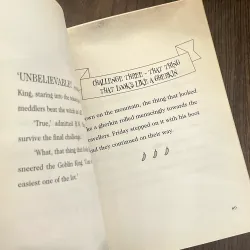 'UNBELIEVABLE
King, staring into the
meddlers beat the
'True,' admitted
survive the final challenge.
'What, that thing that
sneered the Goblin King.
easiest one of the lot.'
CHALLENGE THREE – THAT THING
THAT LOOKS LIKE A GHERKIN
own on the mountain, the thing that looked
ike a gherkin rolled menacingly towards the
travellers. Friday stepped on it with his boot
and they continued on their way.